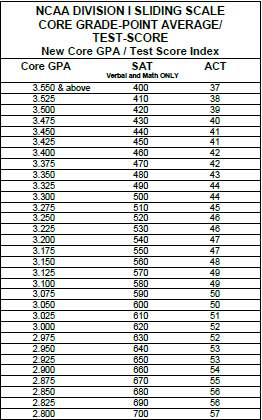 NCAA DIVISION I SLIDING SCALE
CORE GRADE-POINT AVERAGE/
TEST-SCORE
New Core GPA / Test Score Index
Core GPA SAT ACT
Verbal and Math ONLY
3.550 & above 400 37
3.525 410 38
3.500 420 39
3.475 430 40
3.450 440 41
3.425 450 41
3.400 460 42
3.375 470 42
3.350 480 43
3.325 490 44
3.300 500 44
3.275 510 45
3.250 520 46
3.225 530 46
3.200 540 47
3.175 550 47
3.150 560 48
3.125 570 49
3.100 580 49
3.075 590 50
3.050 600 50
3.025 610 51
3.000 620 52
2.975 630 52
2.950 640 53
2.925 650 53
2.900 660 54
2.875 670 55
2.850 680 56
2.825 690 56
2.800 700 57